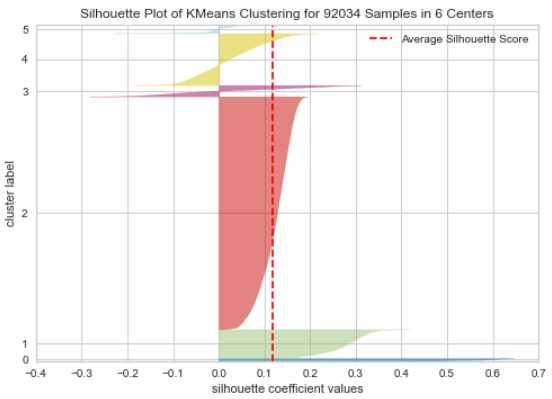 Silhouette Plot of KMeans Clustering for 92034 Samples in 6 Centers
Average Silhouette Score
5
4
3
2
1
0
cluster label
−0.4 −0.3 −0.2 −0.1 0.0 0.1 0.2 0.3 0.4 0.5 0.6 0.7
silhouette coefficient values